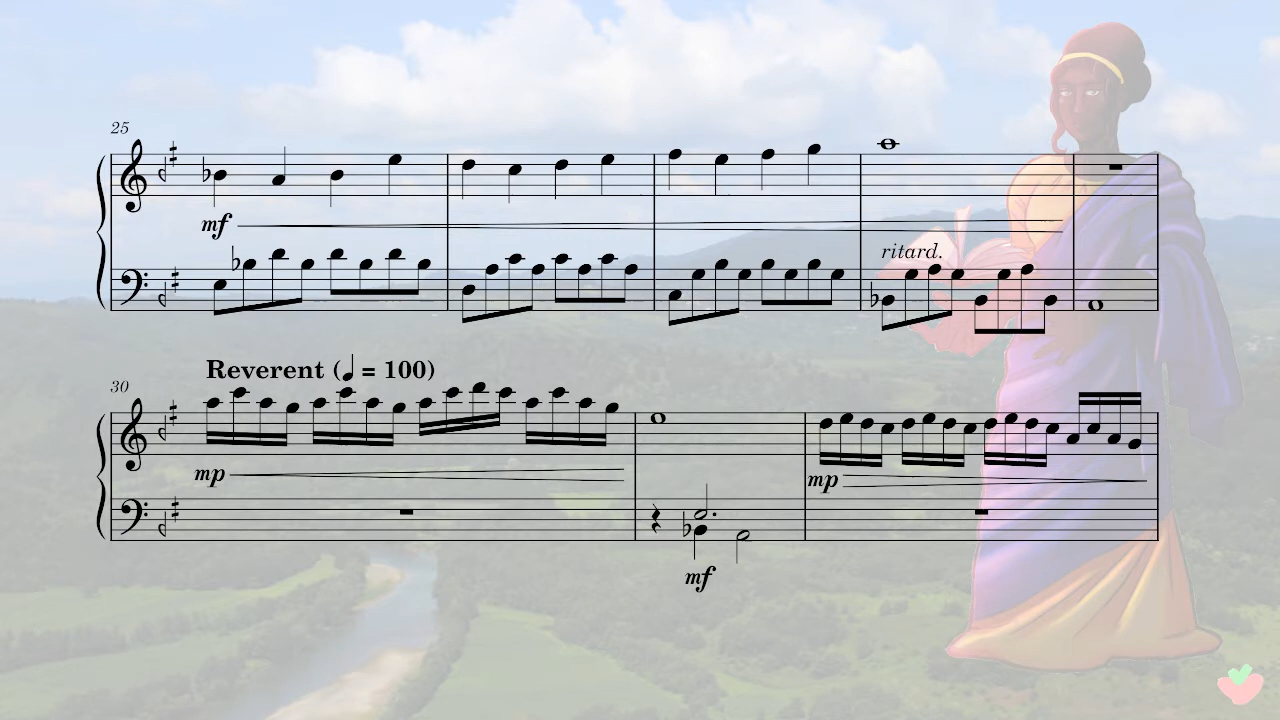 25
mf
ritard.
Reverent (♩ = 100)
30
mp
mp
mf